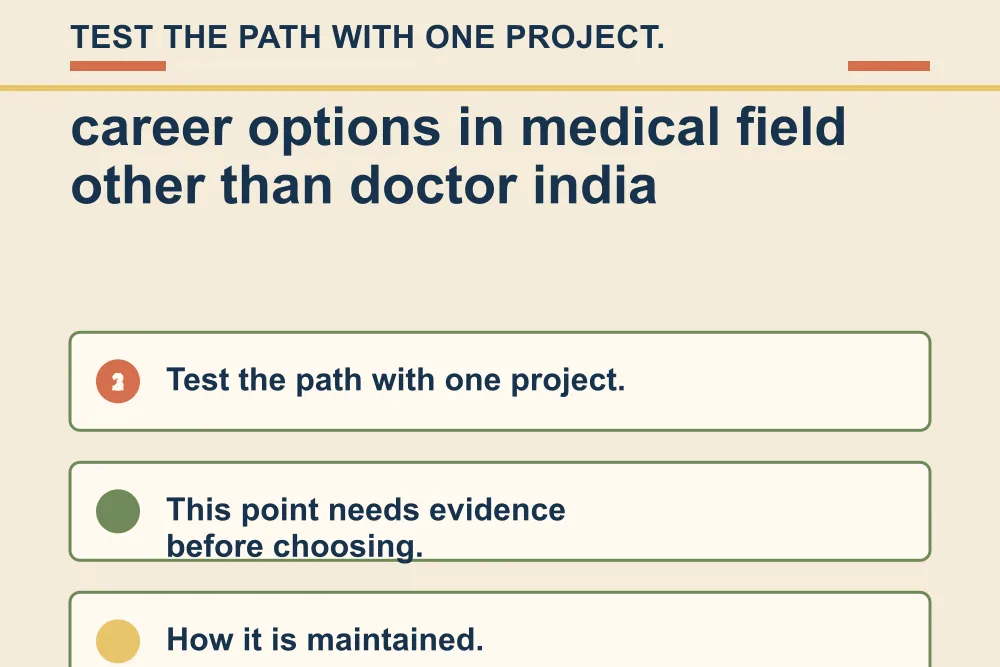 TEST THE PATH WITH ONE PROJECT.
career options in medical field
other than doctor india
Test the path with one project.
This point needs evidence
before choosing.
How it is maintained.